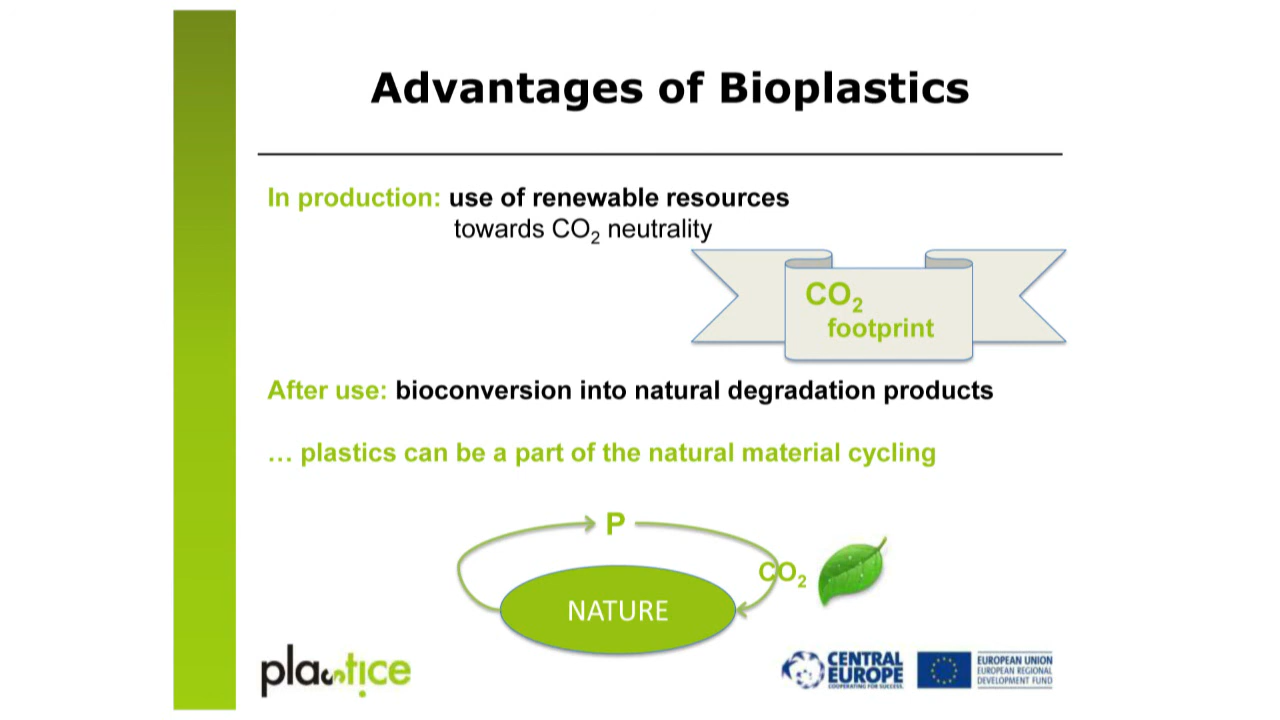 Advantages of Bioplastics
In production: use of renewable resources
towards CO₂ neutrality
CO₂
footprint
After use: bioconversion into natural degradation products
… plastics can be a part of the natural material cycling
P
CO₂
NATURE
plastice
CENTRAL
EUROPE
COOPERATING FOR SUCCESS.
EUROPEAN UNION
EUROPEAN REGIONAL
DEVELOPMENT FUND